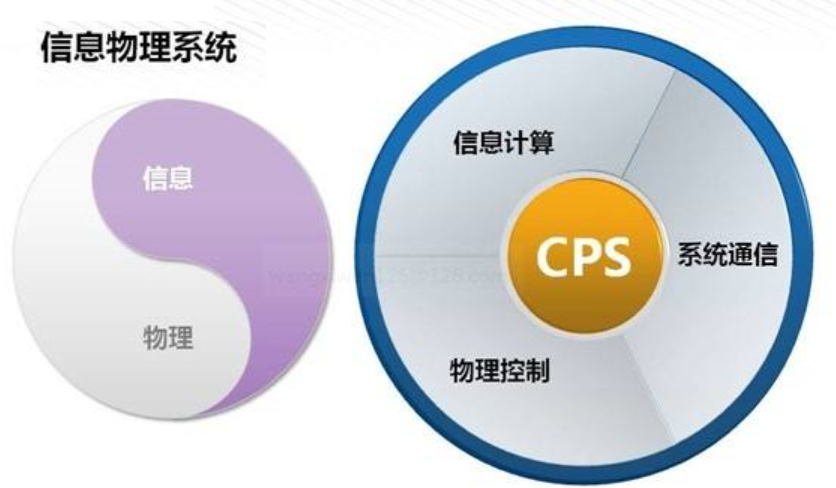 信息物理系统
信息
物理
信息计算
CPS
系统通信
物理控制